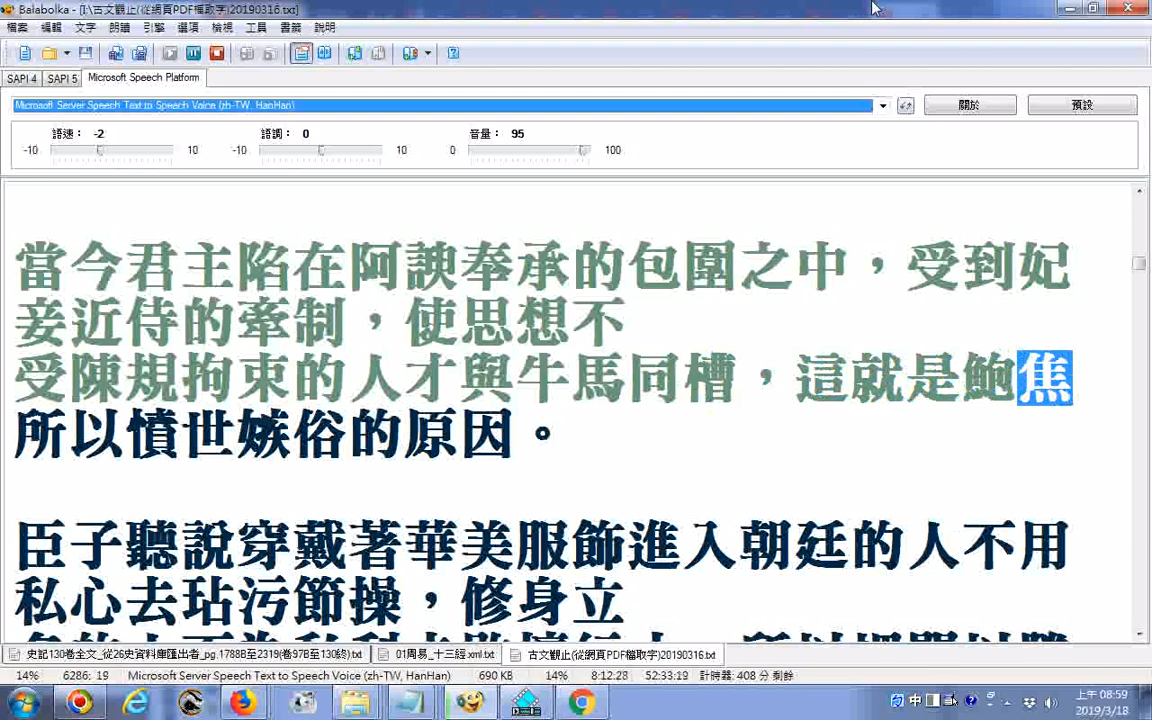 Balabolka - [I:\古文觀止(從網頁PDF檔取字)20190316.txt]
檔案 編輯 文字 朗讀 引擎 選項 檢視 工具 書籤 說明
SAPI 4 SAPI 5 Microsoft Speech Platform
Microsoft Server Speech Text to Speech Voice (zh-TW, HanHan)
關於 預設
語速： -2 語調： 0 音量： 95
-10 10 -10 10 0 100
當今君主陷在阿諛奉承的包圍之中，受到妃
妾近侍的牽制，使思想不
受陳規拘束的人才與牛馬同槽，這就是鮑焦
所以憤世嫉俗的原因。
臣子聽說穿戴著華美服飾進入朝廷的人不用
私心去玷污節操，修身立
史記130卷全文_從26史資料庫匯出者_pg.1788B至2319(卷97B至130終).txt 01周易_十三經.xml.txt 古文觀止(從網頁PDF檔取字)20190316.txt
14% 6286: 19 Microsoft Server Speech Text to Speech Voice (zh-TW, HanHan) 690 KB 14% 8:12:28 52:33:19 計時器: 408 分 剩餘
中 上午 08:59
2019/3/18